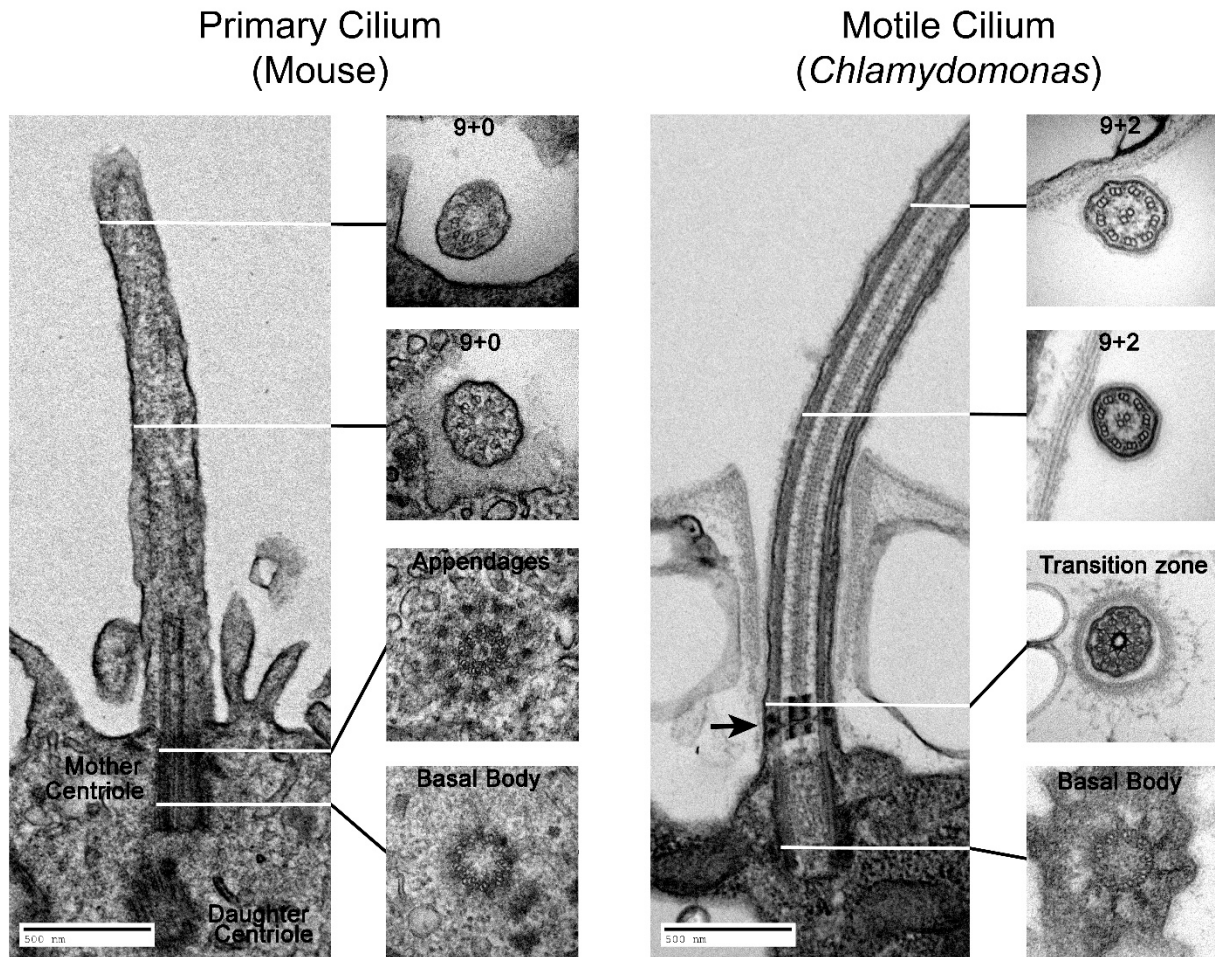 Primary Cilium
(Mouse)
9+0
9+0
Appendages
Mother
Centriole
Basal Body
Daughter
Centriole
500 nm
Motile Cilium
(Chlamydomonas)
9+2
9+2
Transition zone
Basal Body
500 nm